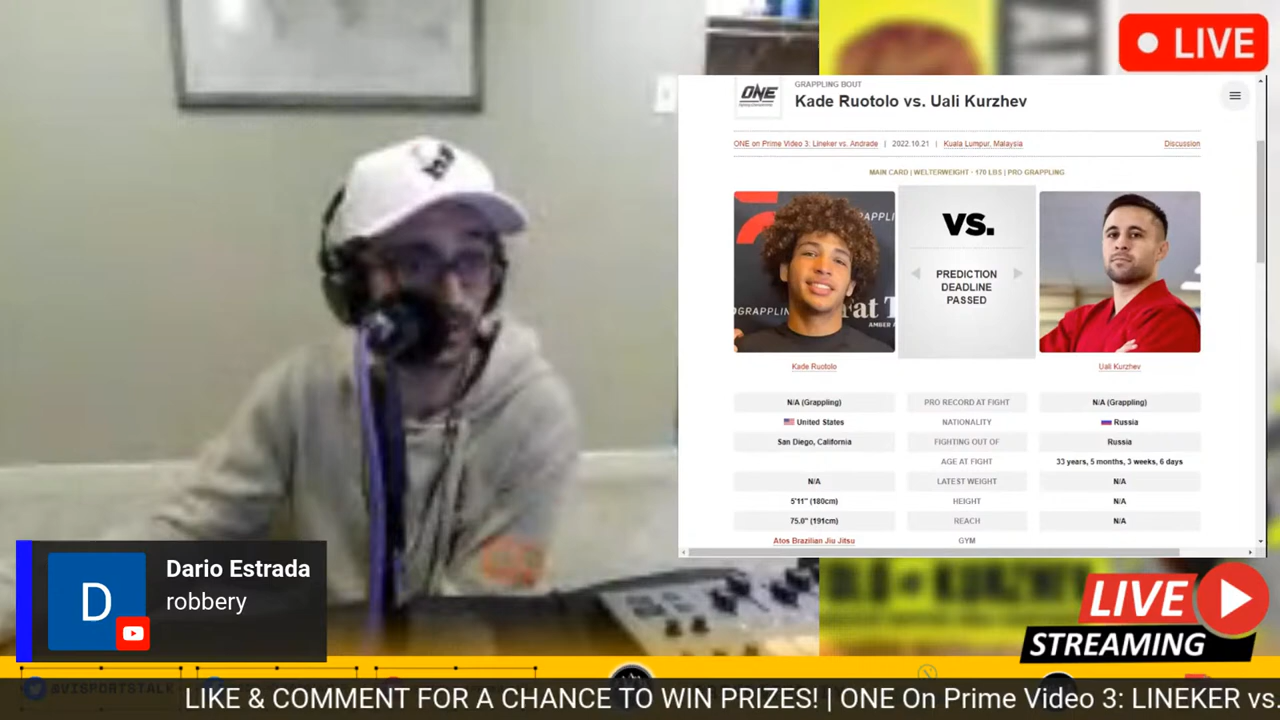 LIVE
ONE
GRAPPLING BOUT
Kade Ruotolo vs. Uali Kurzhev
ONE on Prime Video 3: Lineker vs. Andrade | 2022.10.21 | Kuala Lumpur, Malaysia
Discussion
MAIN CARD | WELTERWEIGHT · 170 LBS | PRO GRAPPLING
VS.
PREDICTION
DEADLINE
PASSED
Kade Ruotolo
Uali Kurzhev
N/A (Grappling) PRO RECORD AT FIGHT N/A (Grappling)
United States NATIONALITY Russia
San Diego, California FIGHTING OUT OF Russia
AGE AT FIGHT 33 years, 5 months, 3 weeks, 6 days
N/A LATEST WEIGHT N/A
5'11" (180cm) HEIGHT N/A
75.0" (191cm) REACH N/A
Atos Brazilian Jiu Jitsu GYM
D
Dario Estrada
robbery
LIVE
STREAMING
@VISPORTSTALK
LIKE & COMMENT FOR A CHANCE TO WIN PRIZES! | ONE On Prime Video 3: LINEKER vs.